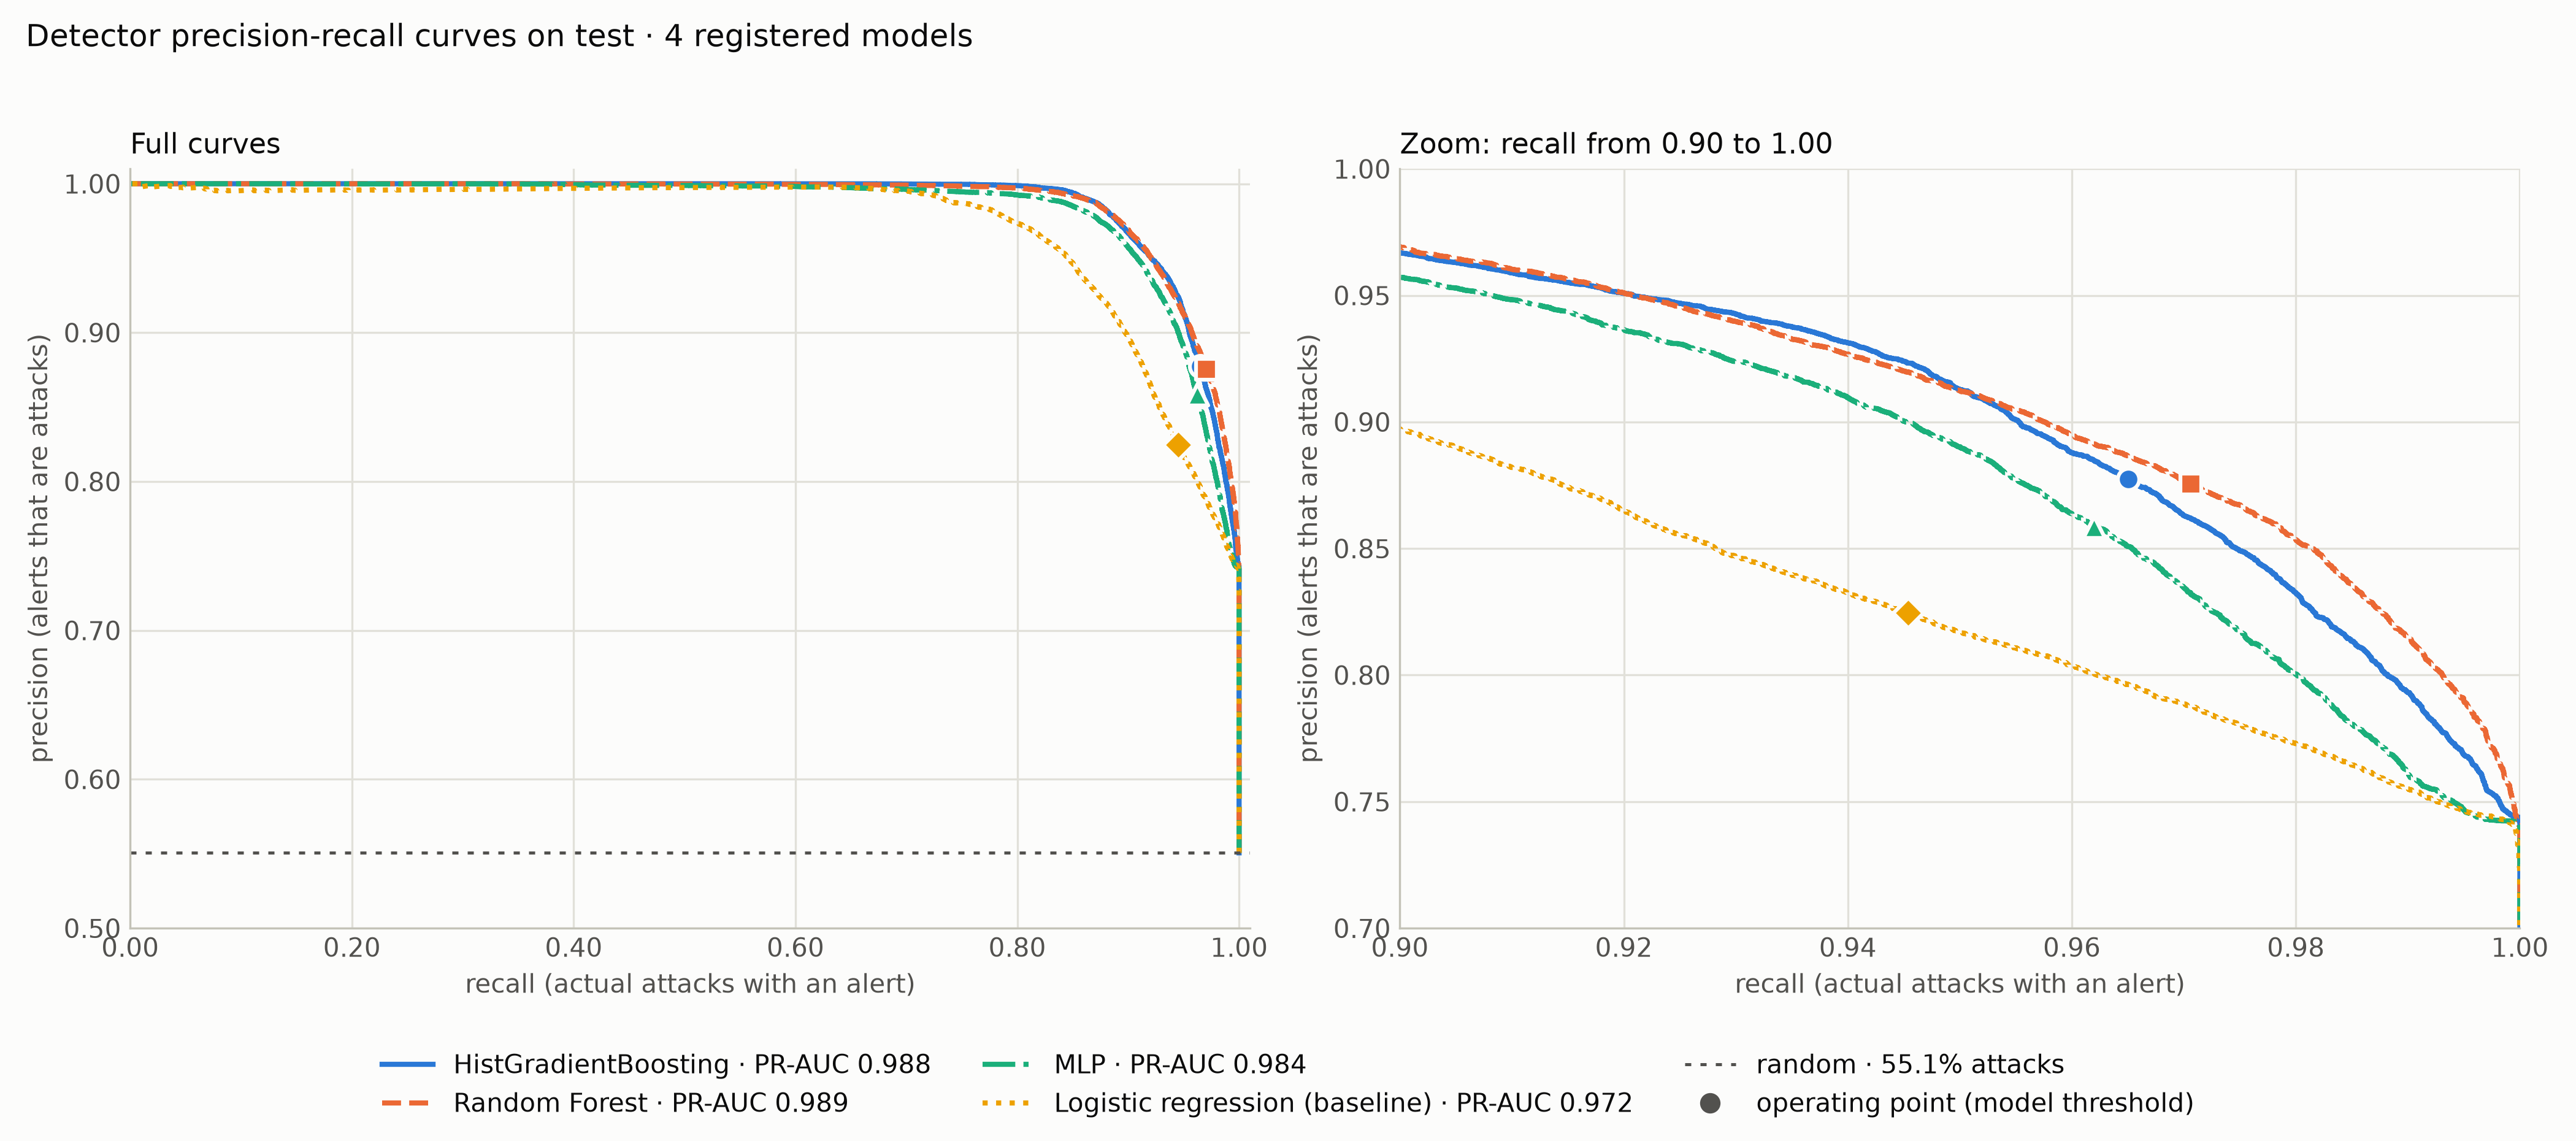 Detector precision-recall curves on test · 4 registered models
Full curves
1.00
0.90
0.80
0.70
0.60
0.50
precision (alerts that are attacks)
0.00 0.20 0.40 0.60 0.80 1.00
recall (actual attacks with an alert)
Zoom: recall from 0.90 to 1.00
1.00
0.95
0.90
0.85
0.80
0.75
0.70
precision (alerts that are attacks)
0.90 0.92 0.94 0.96 0.98 1.00
recall (actual attacks with an alert)
HistGradientBoosting · PR-AUC 0.988
Random Forest · PR-AUC 0.989
MLP · PR-AUC 0.984
Logistic regression (baseline) · PR-AUC 0.972
random · 55.1% attacks
operating point (model threshold)